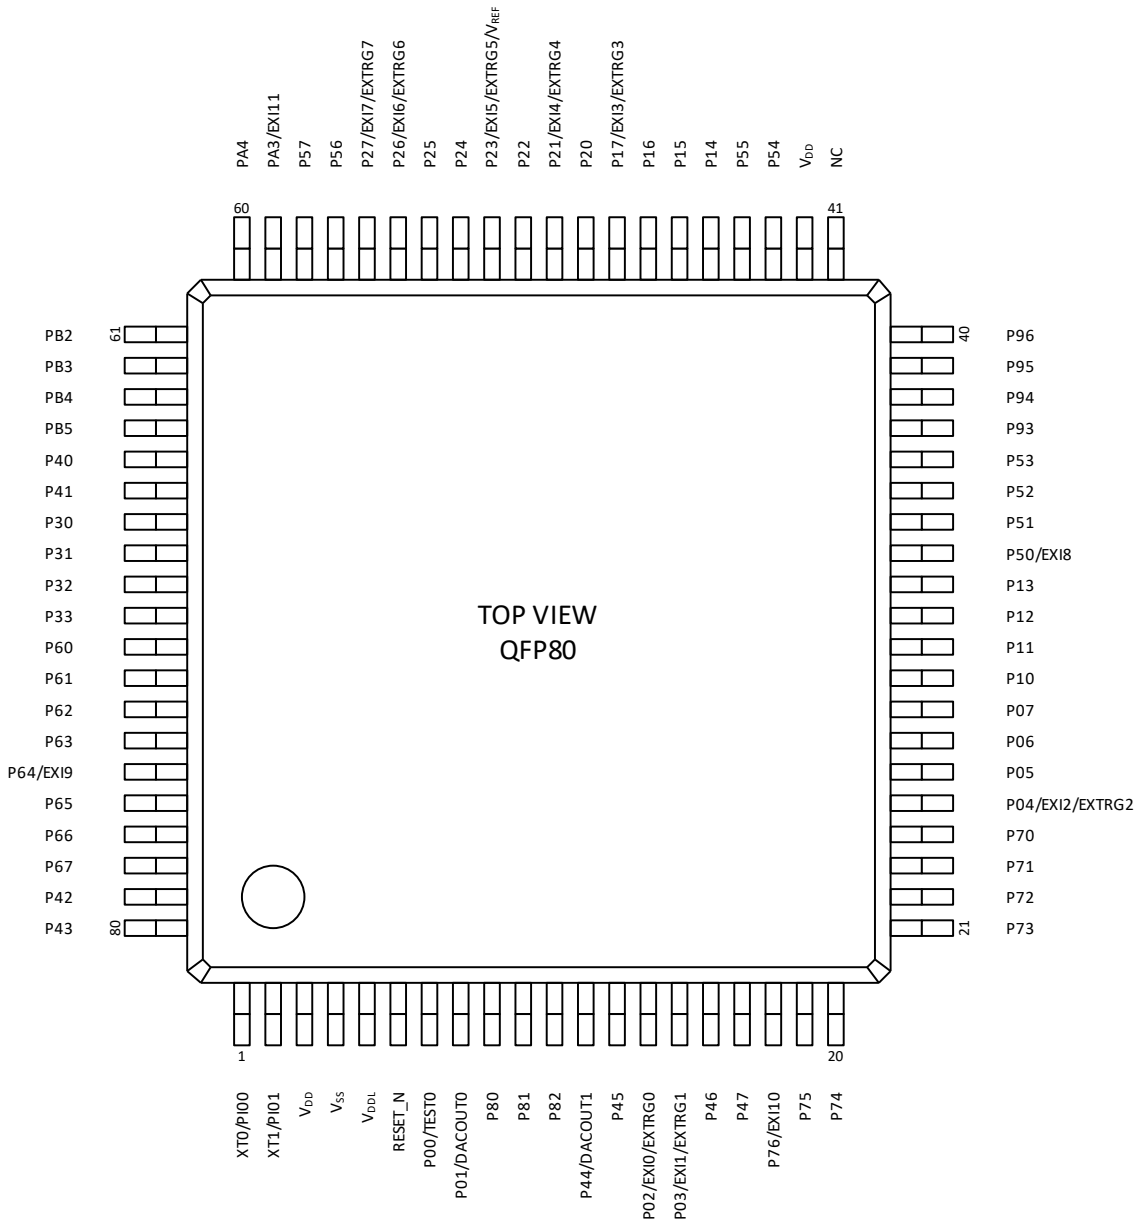 PA4
PA3/EXI11
P57
P56
P27/EXI7/EXTRG7
P26/EXI6/EXTRG6
P25
P24
P23/EXI5/EXTRG5/VREF
P22
P21/EXI4/EXTRG4
P20
P17/EXI3/EXTRG3
P16
P15
P14
P55
P54
VDD
NC
60
41
PB2
61
PB3
PB4
PB5
P40
P41
P30
P31
P32
P33
P60
P61
P62
P63
P64/EXI9
P65
P66
P67
P42
P43
80
TOP VIEW
QFP80
40
P96
P95
P94
P93
P53
P52
P51
P50/EXI8
P13
P12
P11
P10
P07
P06
P05
P04/EXI2/EXTRG2
P70
P71
P72
21
P73
1
20
XT0/PI00
XT1/PI01
VDD
VSS
VDDL
RESET_N
P00/TEST0
P01/DACOUT0
P80
P81
P82
P44/DACOUT1
P45
P02/EXI0/EXTRG0
P03/EXI1/EXTRG1
P46
P47
P76/EXI10
P75
P74